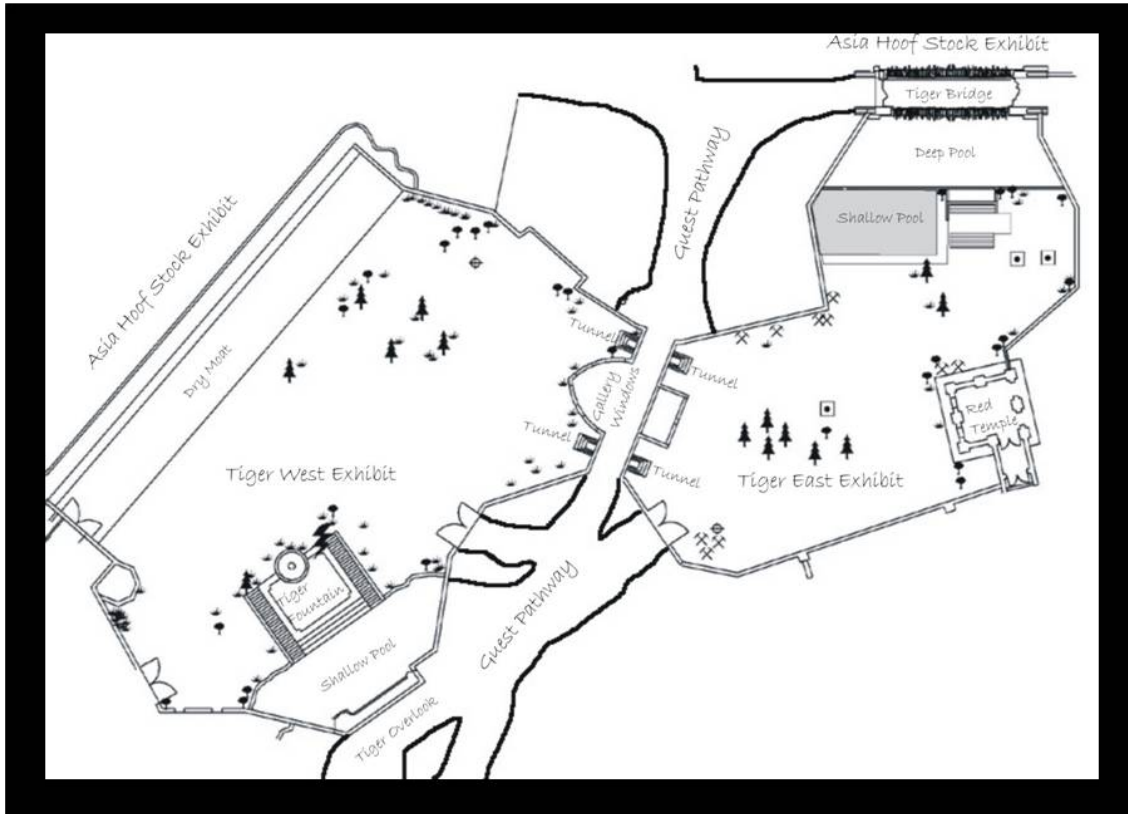 Asia Hoof Stock Exhibit
Tiger Bridge
Deep Pool
Guest Pathway
Shallow Pool
Asia Hoof Stock Exhibit
Dry Moat
Tunnel
Gallery
Windows
Tunnel
Red
Temple
Tunnel
Tunnel
Tiger West Exhibit
Tiger East Exhibit
Tiger
Fountain
Guest Pathway
Shallow Pool
Tiger Overlook